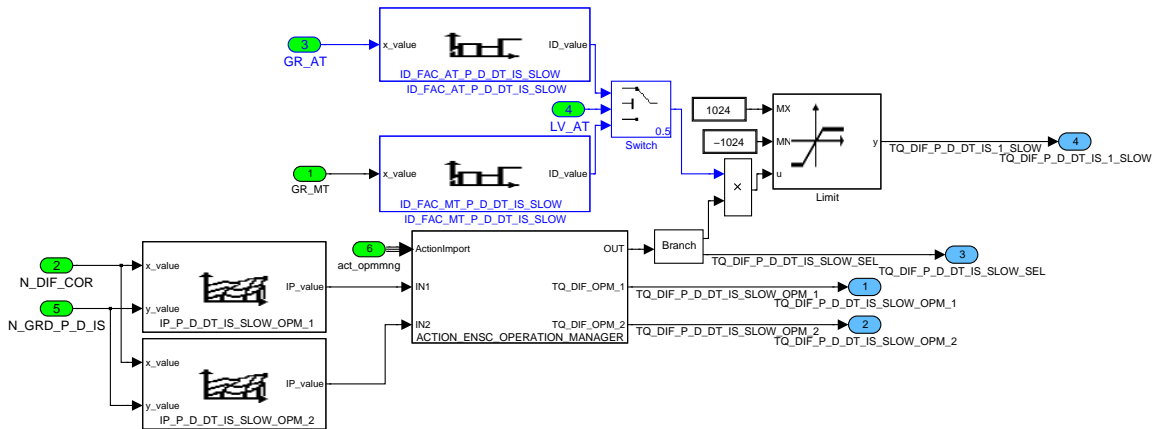 3
GR_AT
x_value
ID_value
ID_FAC_AT_P_D_DT_IS_SLOW
ID_FAC_AT_P_D_DT_IS_SLOW
4
LV_AT
0.5
Switch
1
GR_MT
x_value
ID_value
ID_FAC_MT_P_D_DT_IS_SLOW
ID_FAC_MT_P_D_DT_IS_SLOW
1024
−1024
MX
MN
u
y
Limit
×
TQ_DIF_P_D_DT_IS_1_SLOW
4
TQ_DIF_P_D_DT_IS_1_SLOW
6
act_opmmng
ActionImport
IN1
IN2
OUT
TQ_DIF_OPM_1
TQ_DIF_OPM_2
ACTION_ENSC_OPERATION_MANAGER
Branch
TQ_DIF_P_D_DT_IS_SLOW_SEL
3
TQ_DIF_P_D_DT_IS_SLOW_SEL
TQ_DIF_P_D_DT_IS_SLOW_OPM_1
1
TQ_DIF_P_D_DT_IS_SLOW_OPM_1
TQ_DIF_P_D_DT_IS_SLOW_OPM_2
2
TQ_DIF_P_D_DT_IS_SLOW_OPM_2
2
N_DIF_COR
5
N_GRD_P_D_IS
x_value
y_value
IP_value
IP_P_D_DT_IS_SLOW_OPM_1
x_value
y_value
IP_value
IP_P_D_DT_IS_SLOW_OPM_2